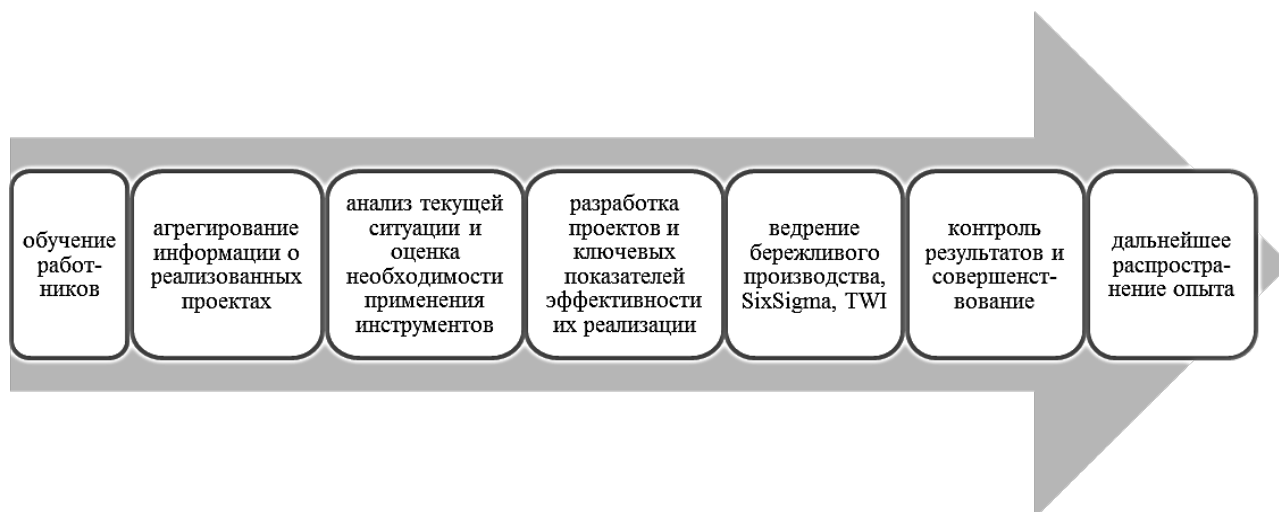 обучение
работ-
ников
агрегирование
информации о
реализованных
проектах
анализ текущей
ситуации и
оценка
необходимости
применения
инструментов
разработка
проектов и
ключевых
показателей
эффективности
их реализации
ведрение
бережливого
производства,
SixSigma, TWI
контроль
результатов и
совершенст-
вование
дальнейшее
распростра-
нение опыта